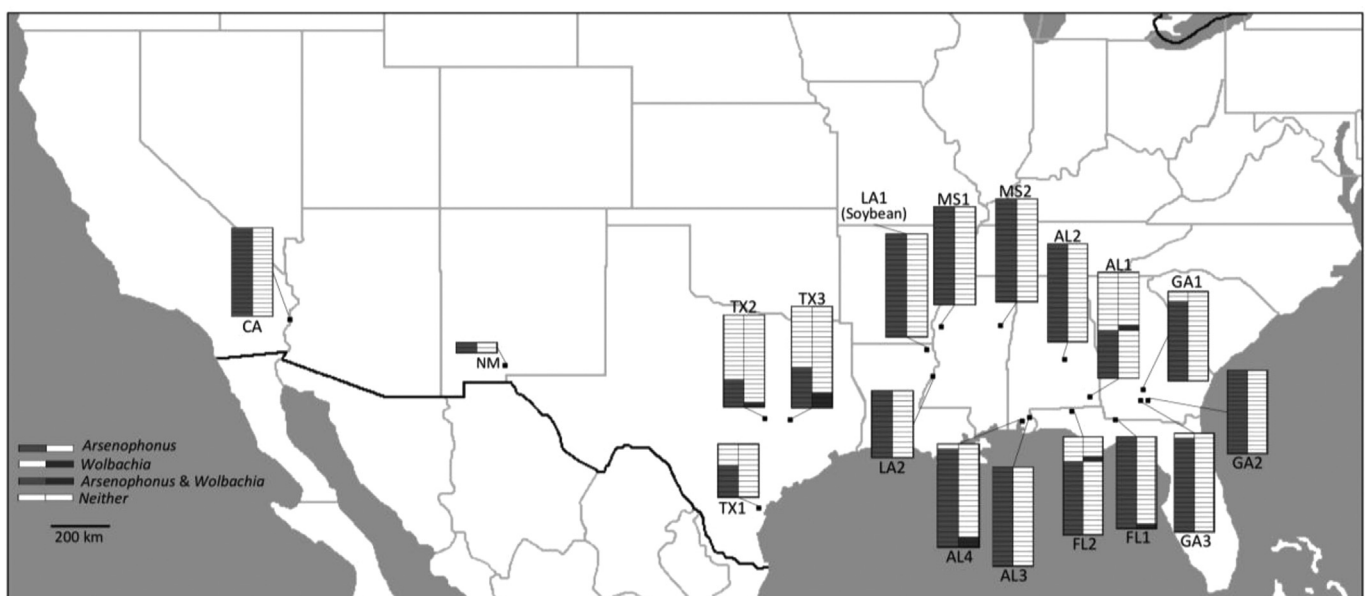 LA1
(Soybean)
MS1
MS2
AL2
AL1
GA1
TX2
TX3
CA
NM
LA2
GA2
TX1
AL4
AL3
FL2
FL1
GA3
Arsenophonus
Wolbachia
Arsenophonus & Wolbachia
Neither
200 km